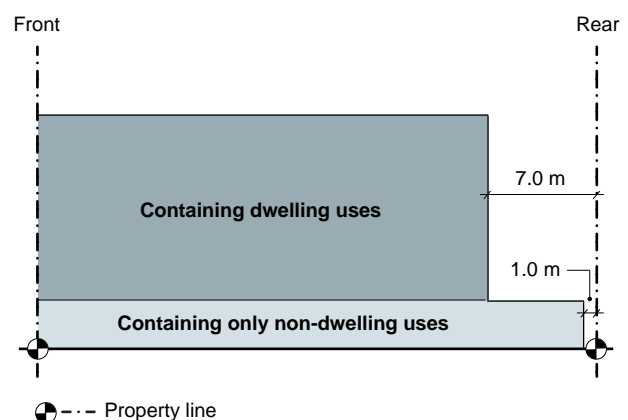 Front
Rear
7.0 m
Containing dwelling uses
1.0 m
Containing only non-dwelling uses
Property line